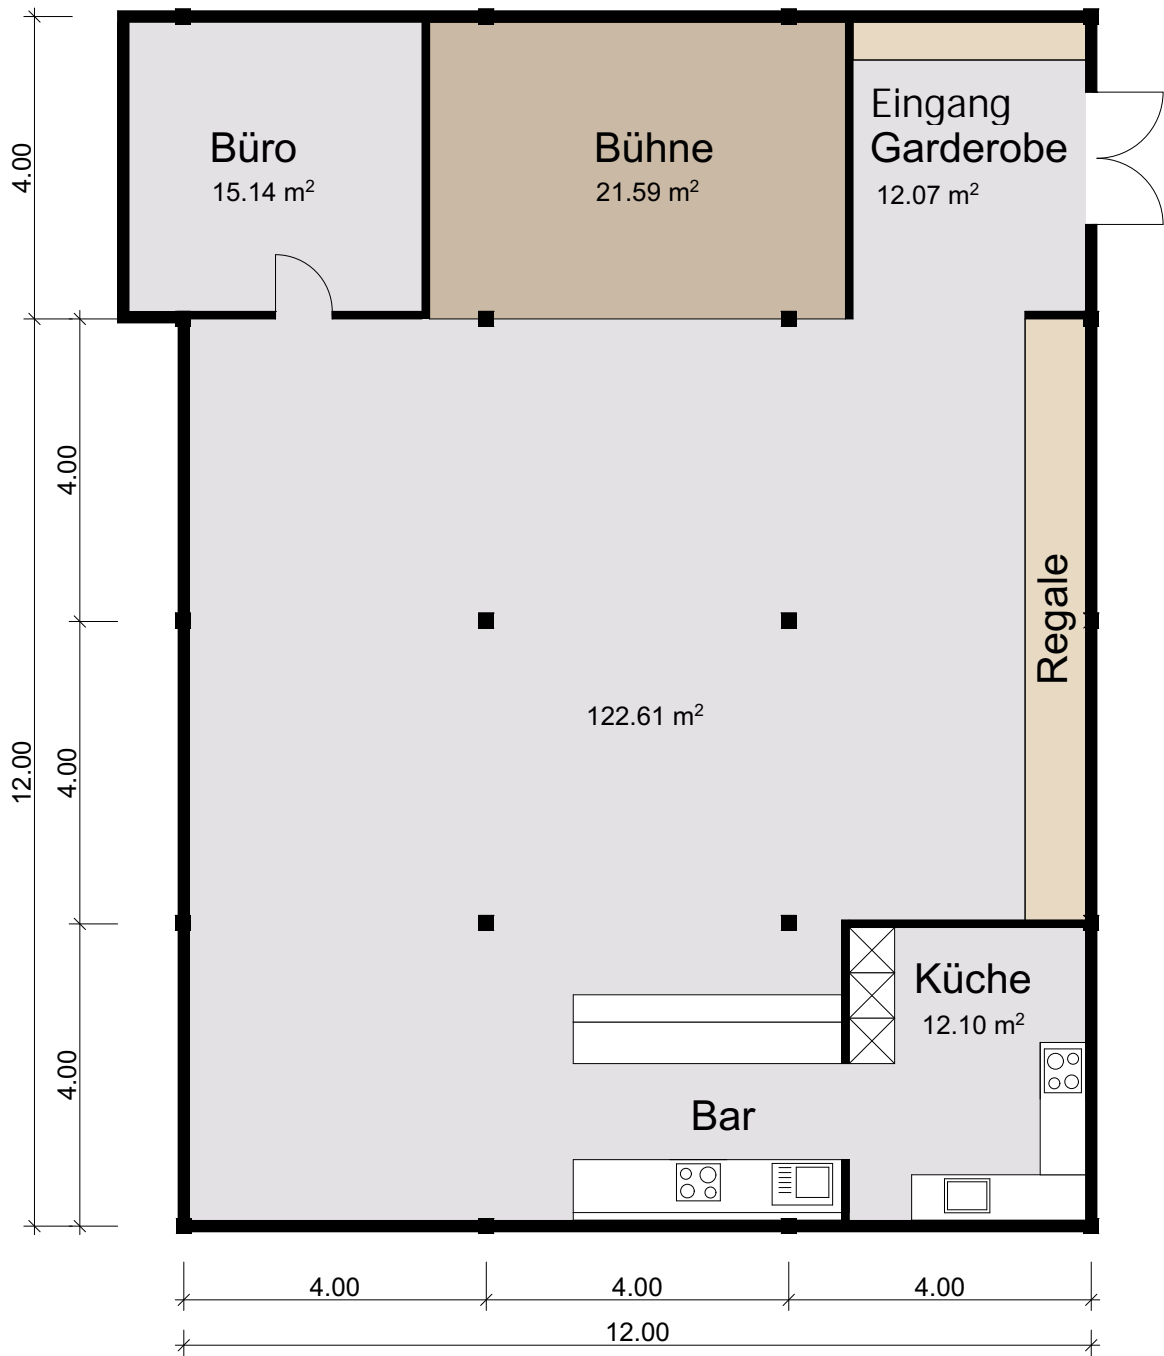 Büro
15.14 m²
Bühne
21.59 m²
Eingang
Garderobe
12.07 m²
4.00
4.00
Regale
122.61 m²
12.00
4.00
Küche
12.10 m²
4.00
Bar
4.00
4.00
4.00
12.00